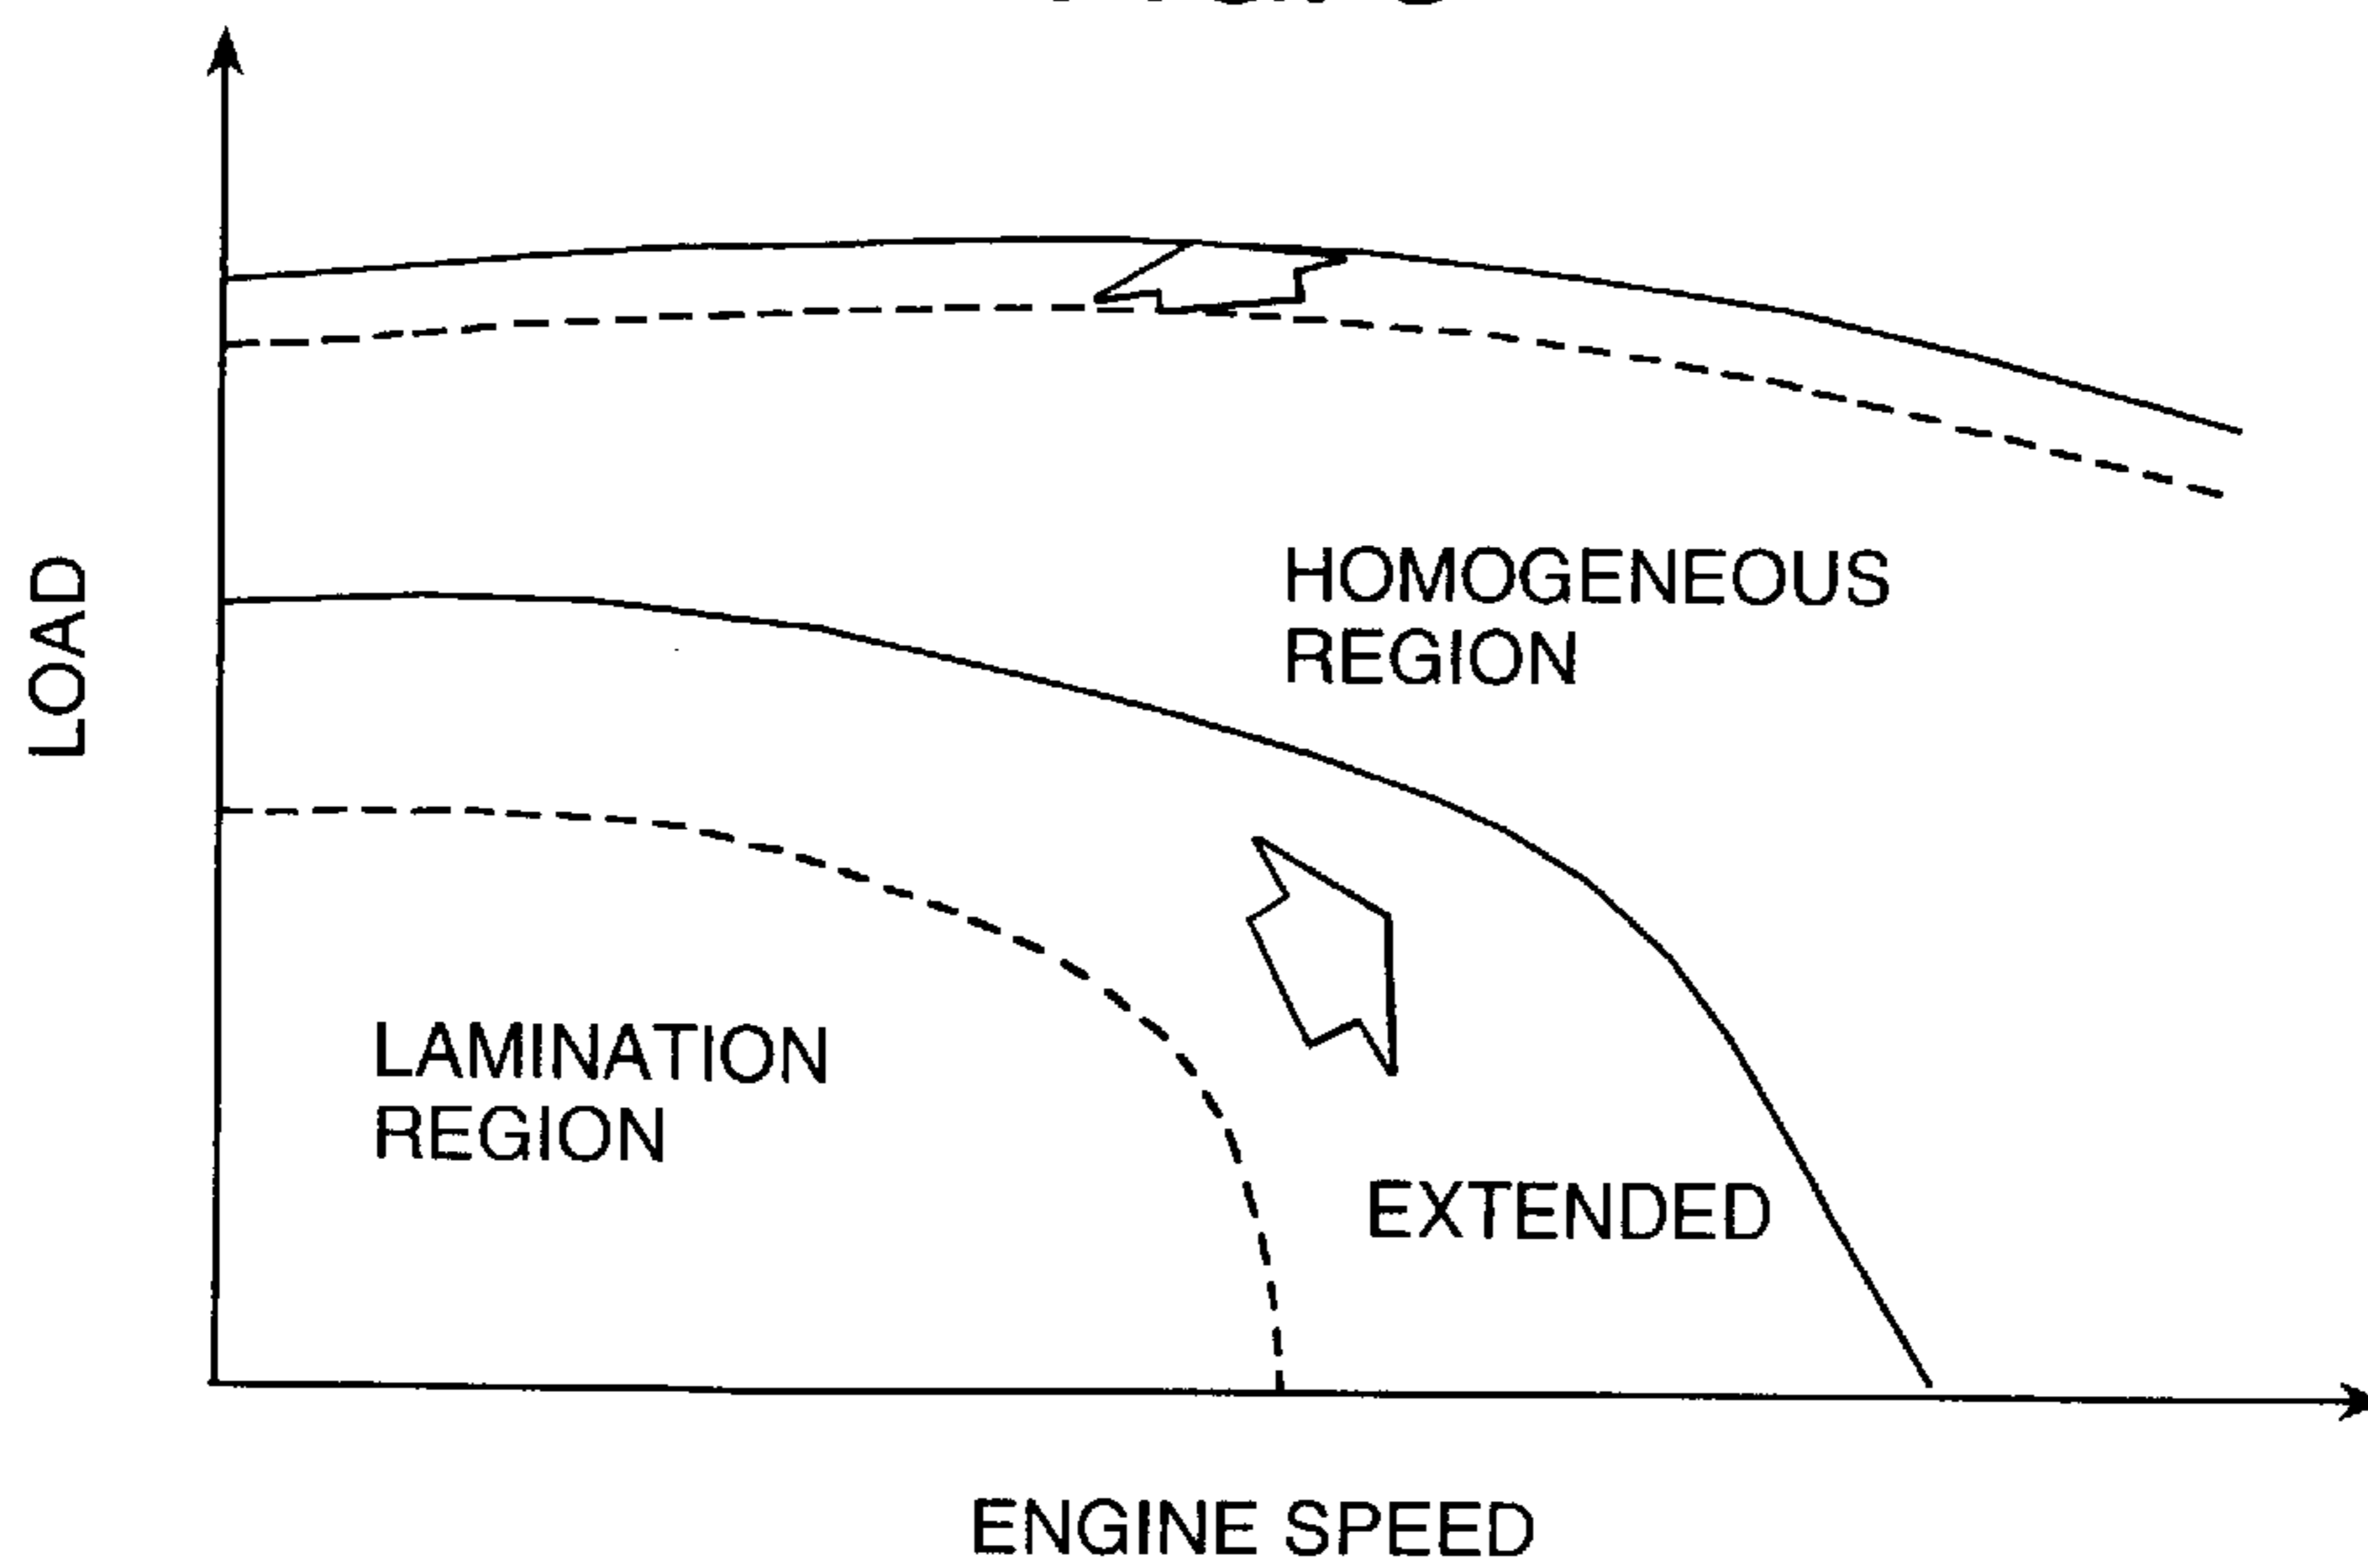 LOAD
HOMOGENEOUS
REGION
LAMINATION
REGION
EXTENDED
ENGINE SPEED